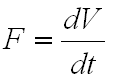 F = dV/dt